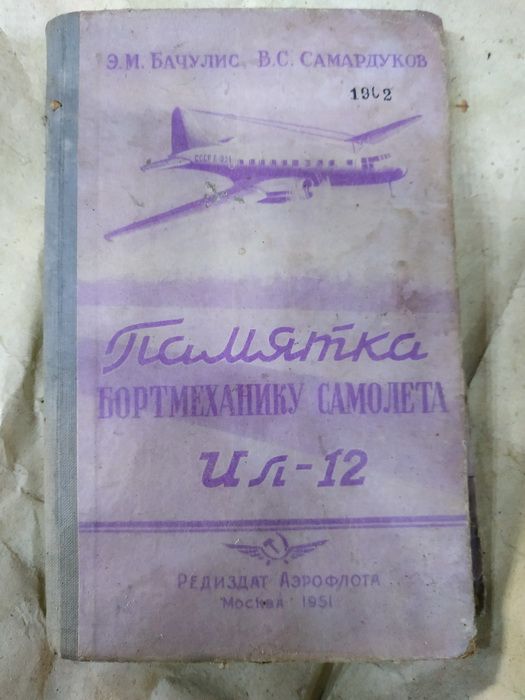 Э.М. Бачулис, В.С. Самардуков
Памятка
БОРТМЕХАНИКУ САМОЛЕТА
Ил-12
Редиздат Аэрофлота
Москва 1951